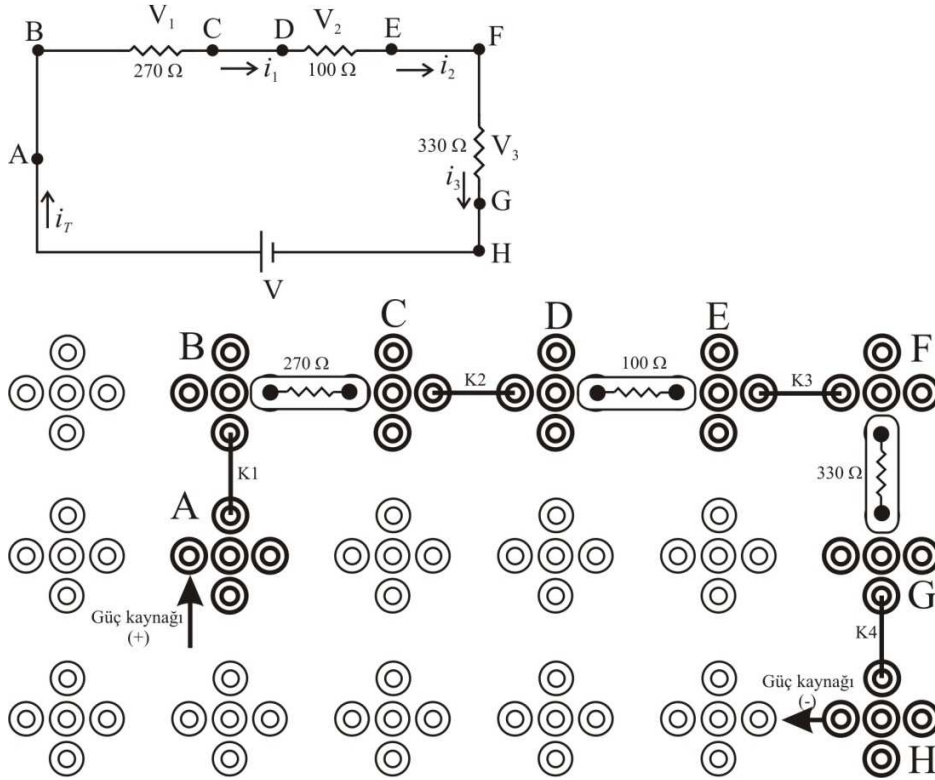 B
V₁
C
D
V₂
E
F
270 Ω
i₁
100 Ω
i₂
A
330 Ω
V₃
i₃
G
i_T
H
V
B
C
D
E
F
270 Ω
100 Ω
K2
K3
K1
330 Ω
A
Güç kaynağı
(+)
G
K4
Güç kaynağı
(-)
H